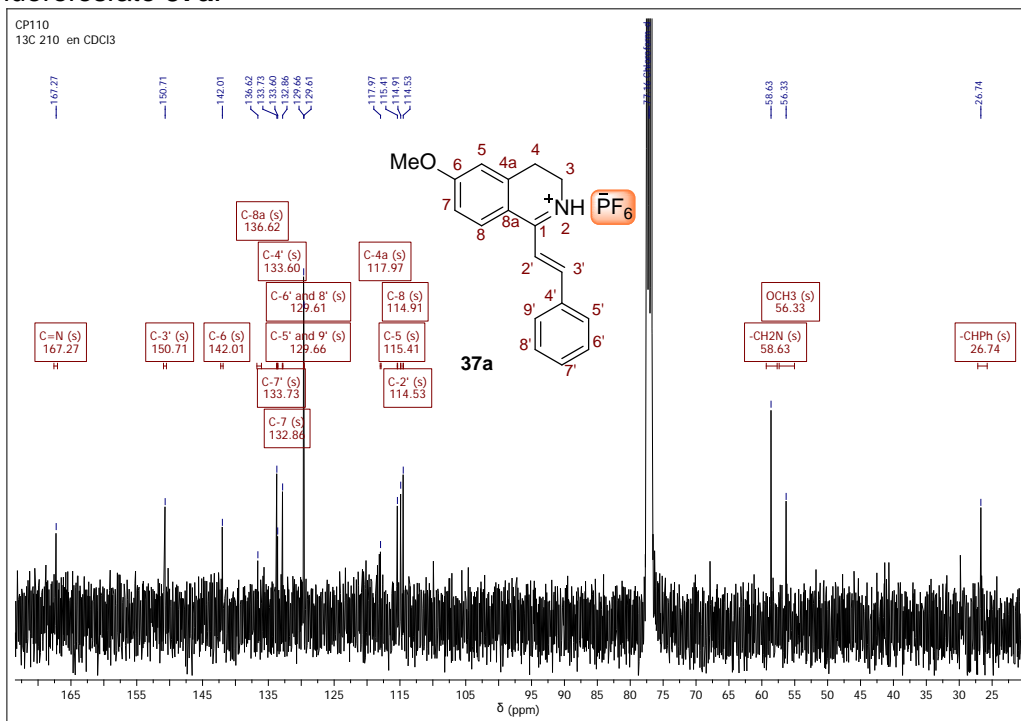 CP110
13C 210 en CDCl3
167.27
150.71
142.01
136.62
133.73
133.60
132.86
129.66
129.61
117.97
115.41
114.91
114.53
58.63
56.33
26.74
MeO
6
5
4a
4
3
7
8
8a
1
2
NH
+
PF6
2'
3'
4'
9'
5'
8'
6'
7'
37a
C-8a (s)
136.62
C-4' (s)
133.60
C-4a (s)
117.97
C-6' and 8' (s)
129.61
C-8 (s)
114.91
OCH3 (s)
56.33
C=N (s)
167.27
C-3' (s)
150.71
C-6 (s)
142.01
C-5' and 9' (s)
129.66
C-5 (s)
115.41
-CH2N (s)
58.63
-CHPh (s)
26.74
C-7' (s)
133.73
C-2' (s)
114.53
C-7 (s)
132.86
165 155 145 135 125 115 105 95 90 85 80 75 70 65 60 55 50 45 40 35 30 25
δ (ppm)